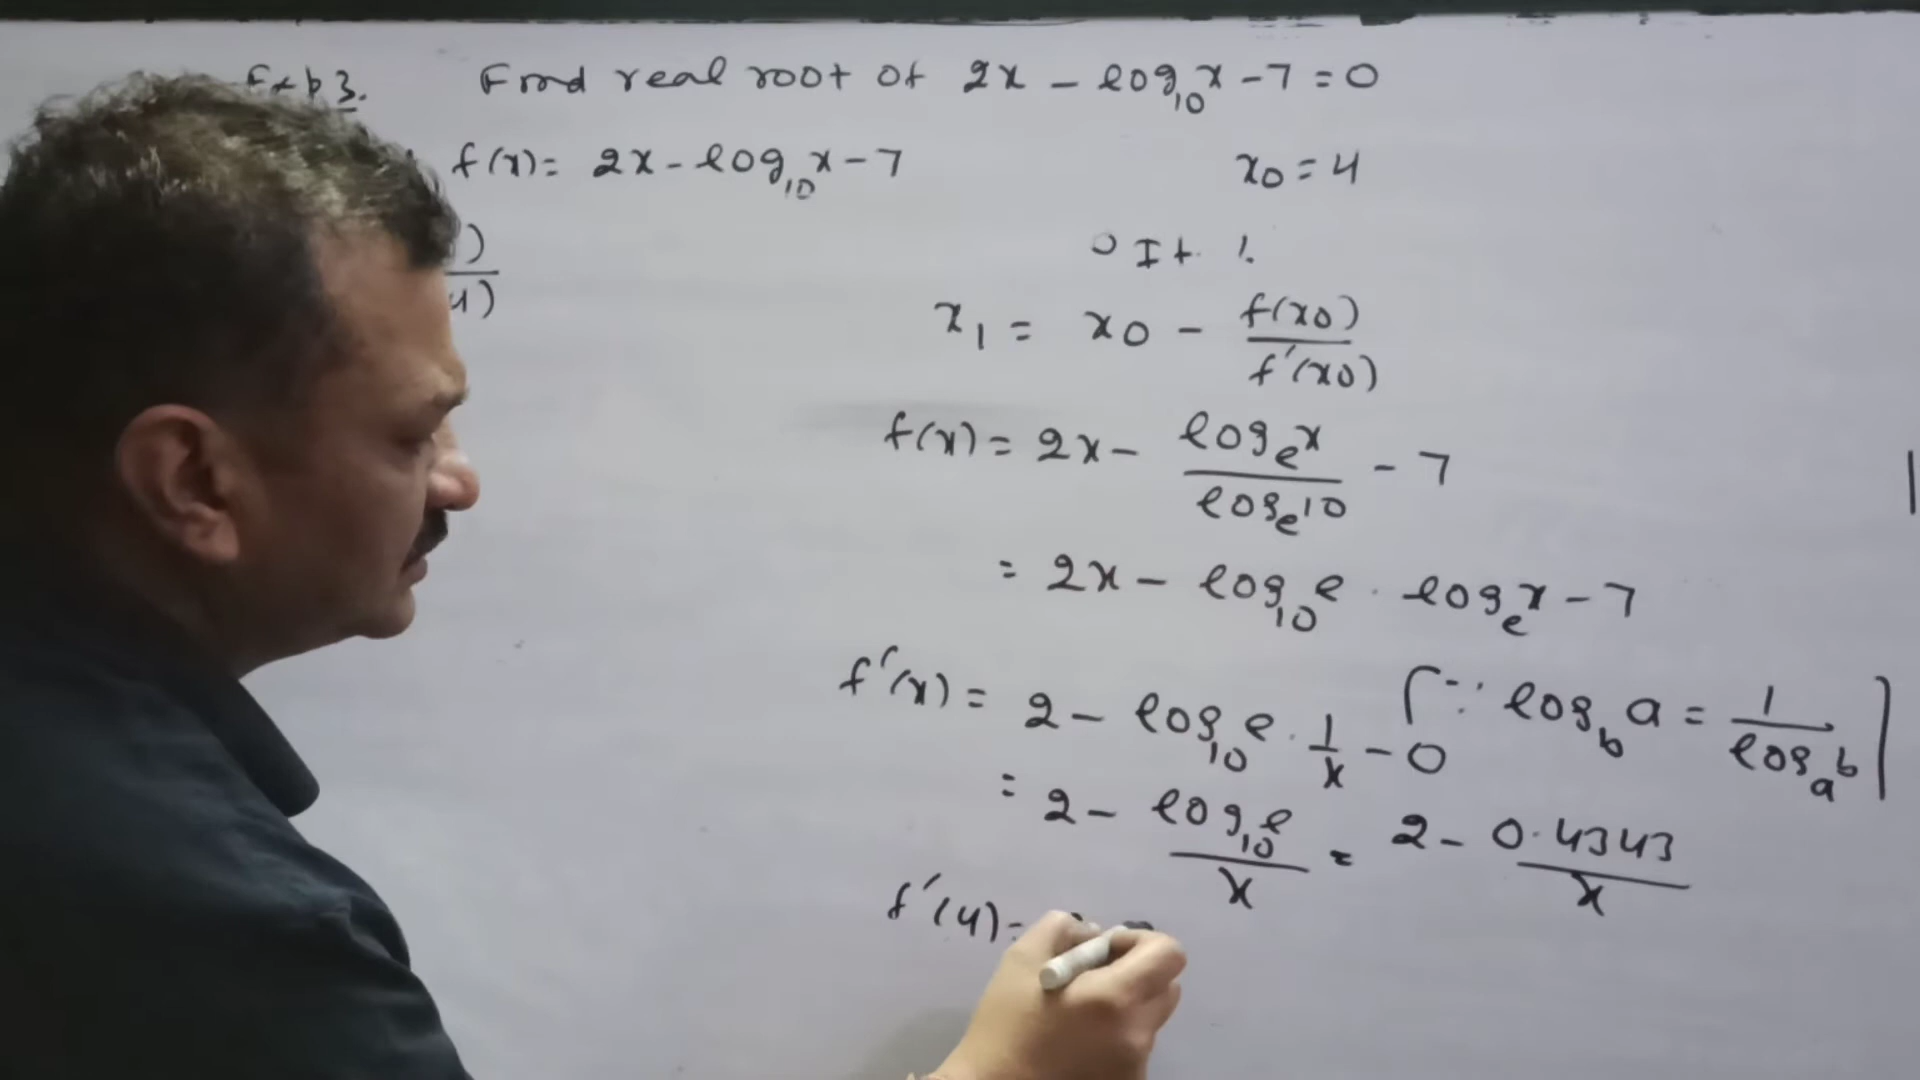 Exp 3. Find real root of 2x - log₁₀x - 7 = 0
f(x) = 2x - log₁₀x - 7
x₀ = 4
)
4)
0 It .
x₁ = x₀ - f(x₀) / f'(x₀)
f(x) = 2x - logₑx / logₑ10 - 7
= 2x - log₁₀e . logₑx - 7
f'(x) = 2 - log₁₀e . 1/x - 0 [∵ log_b a = 1 / log_a b]
= 2 - log₁₀e / x = 2 - 0.4343 / x
f'(4) =